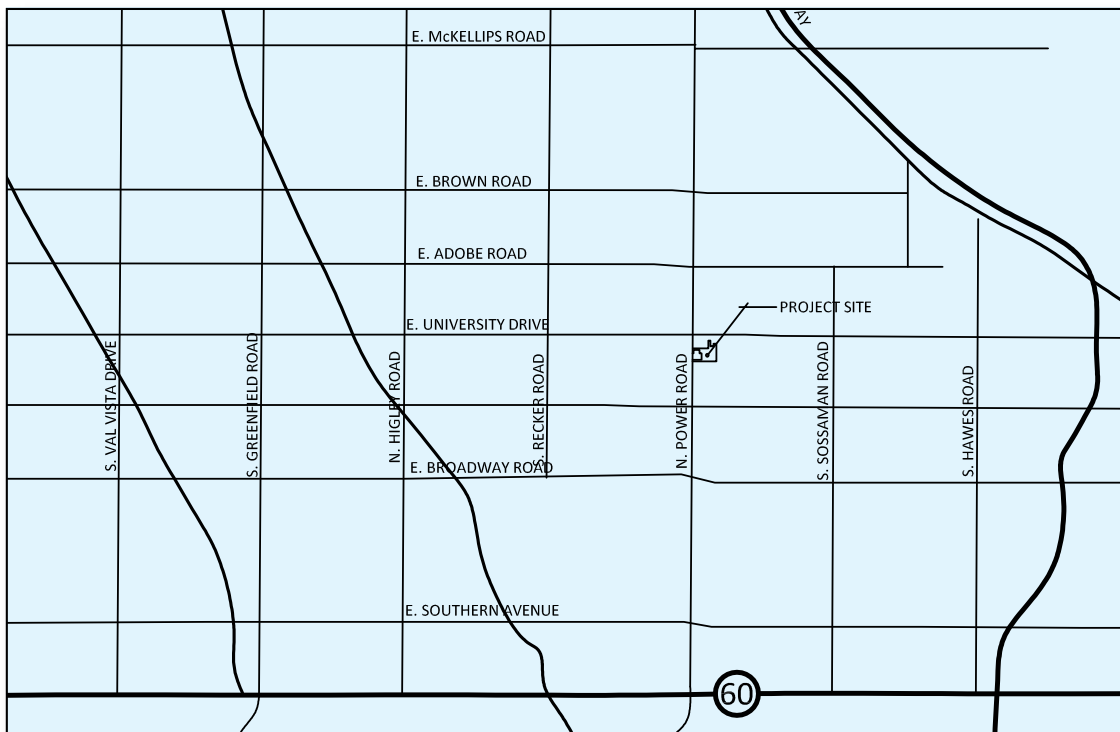 AY
E. McKELLIPS ROAD
E. BROWN ROAD
E. ADOBE ROAD
PROJECT SITE
E. UNIVERSITY DRIVE
S. VAL VISTA DRIVE
S. GREENFIELD ROAD
N. HIGLEY ROAD
S. RECKER ROAD
N. POWER ROAD
S. SOSSAMAN ROAD
S. HAWES ROAD
E. BROADWAY ROAD
E. SOUTHERN AVENUE
60